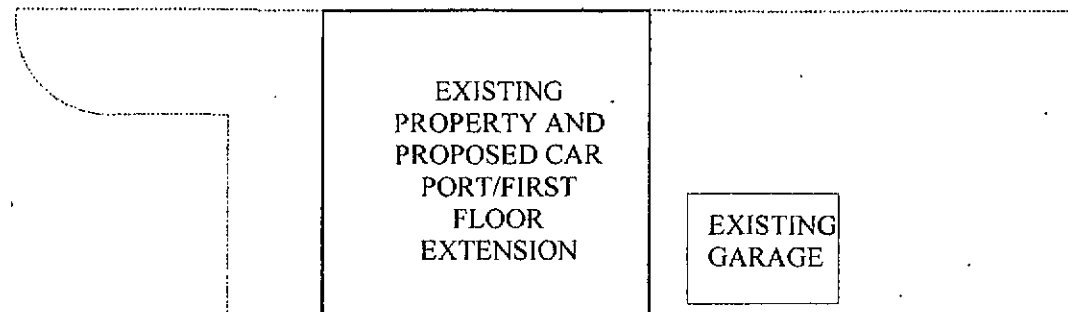 EXISTING
PROPERTY AND
PROPOSED CAR
PORT/FIRST
FLOOR
EXTENSION
EXISTING
GARAGE